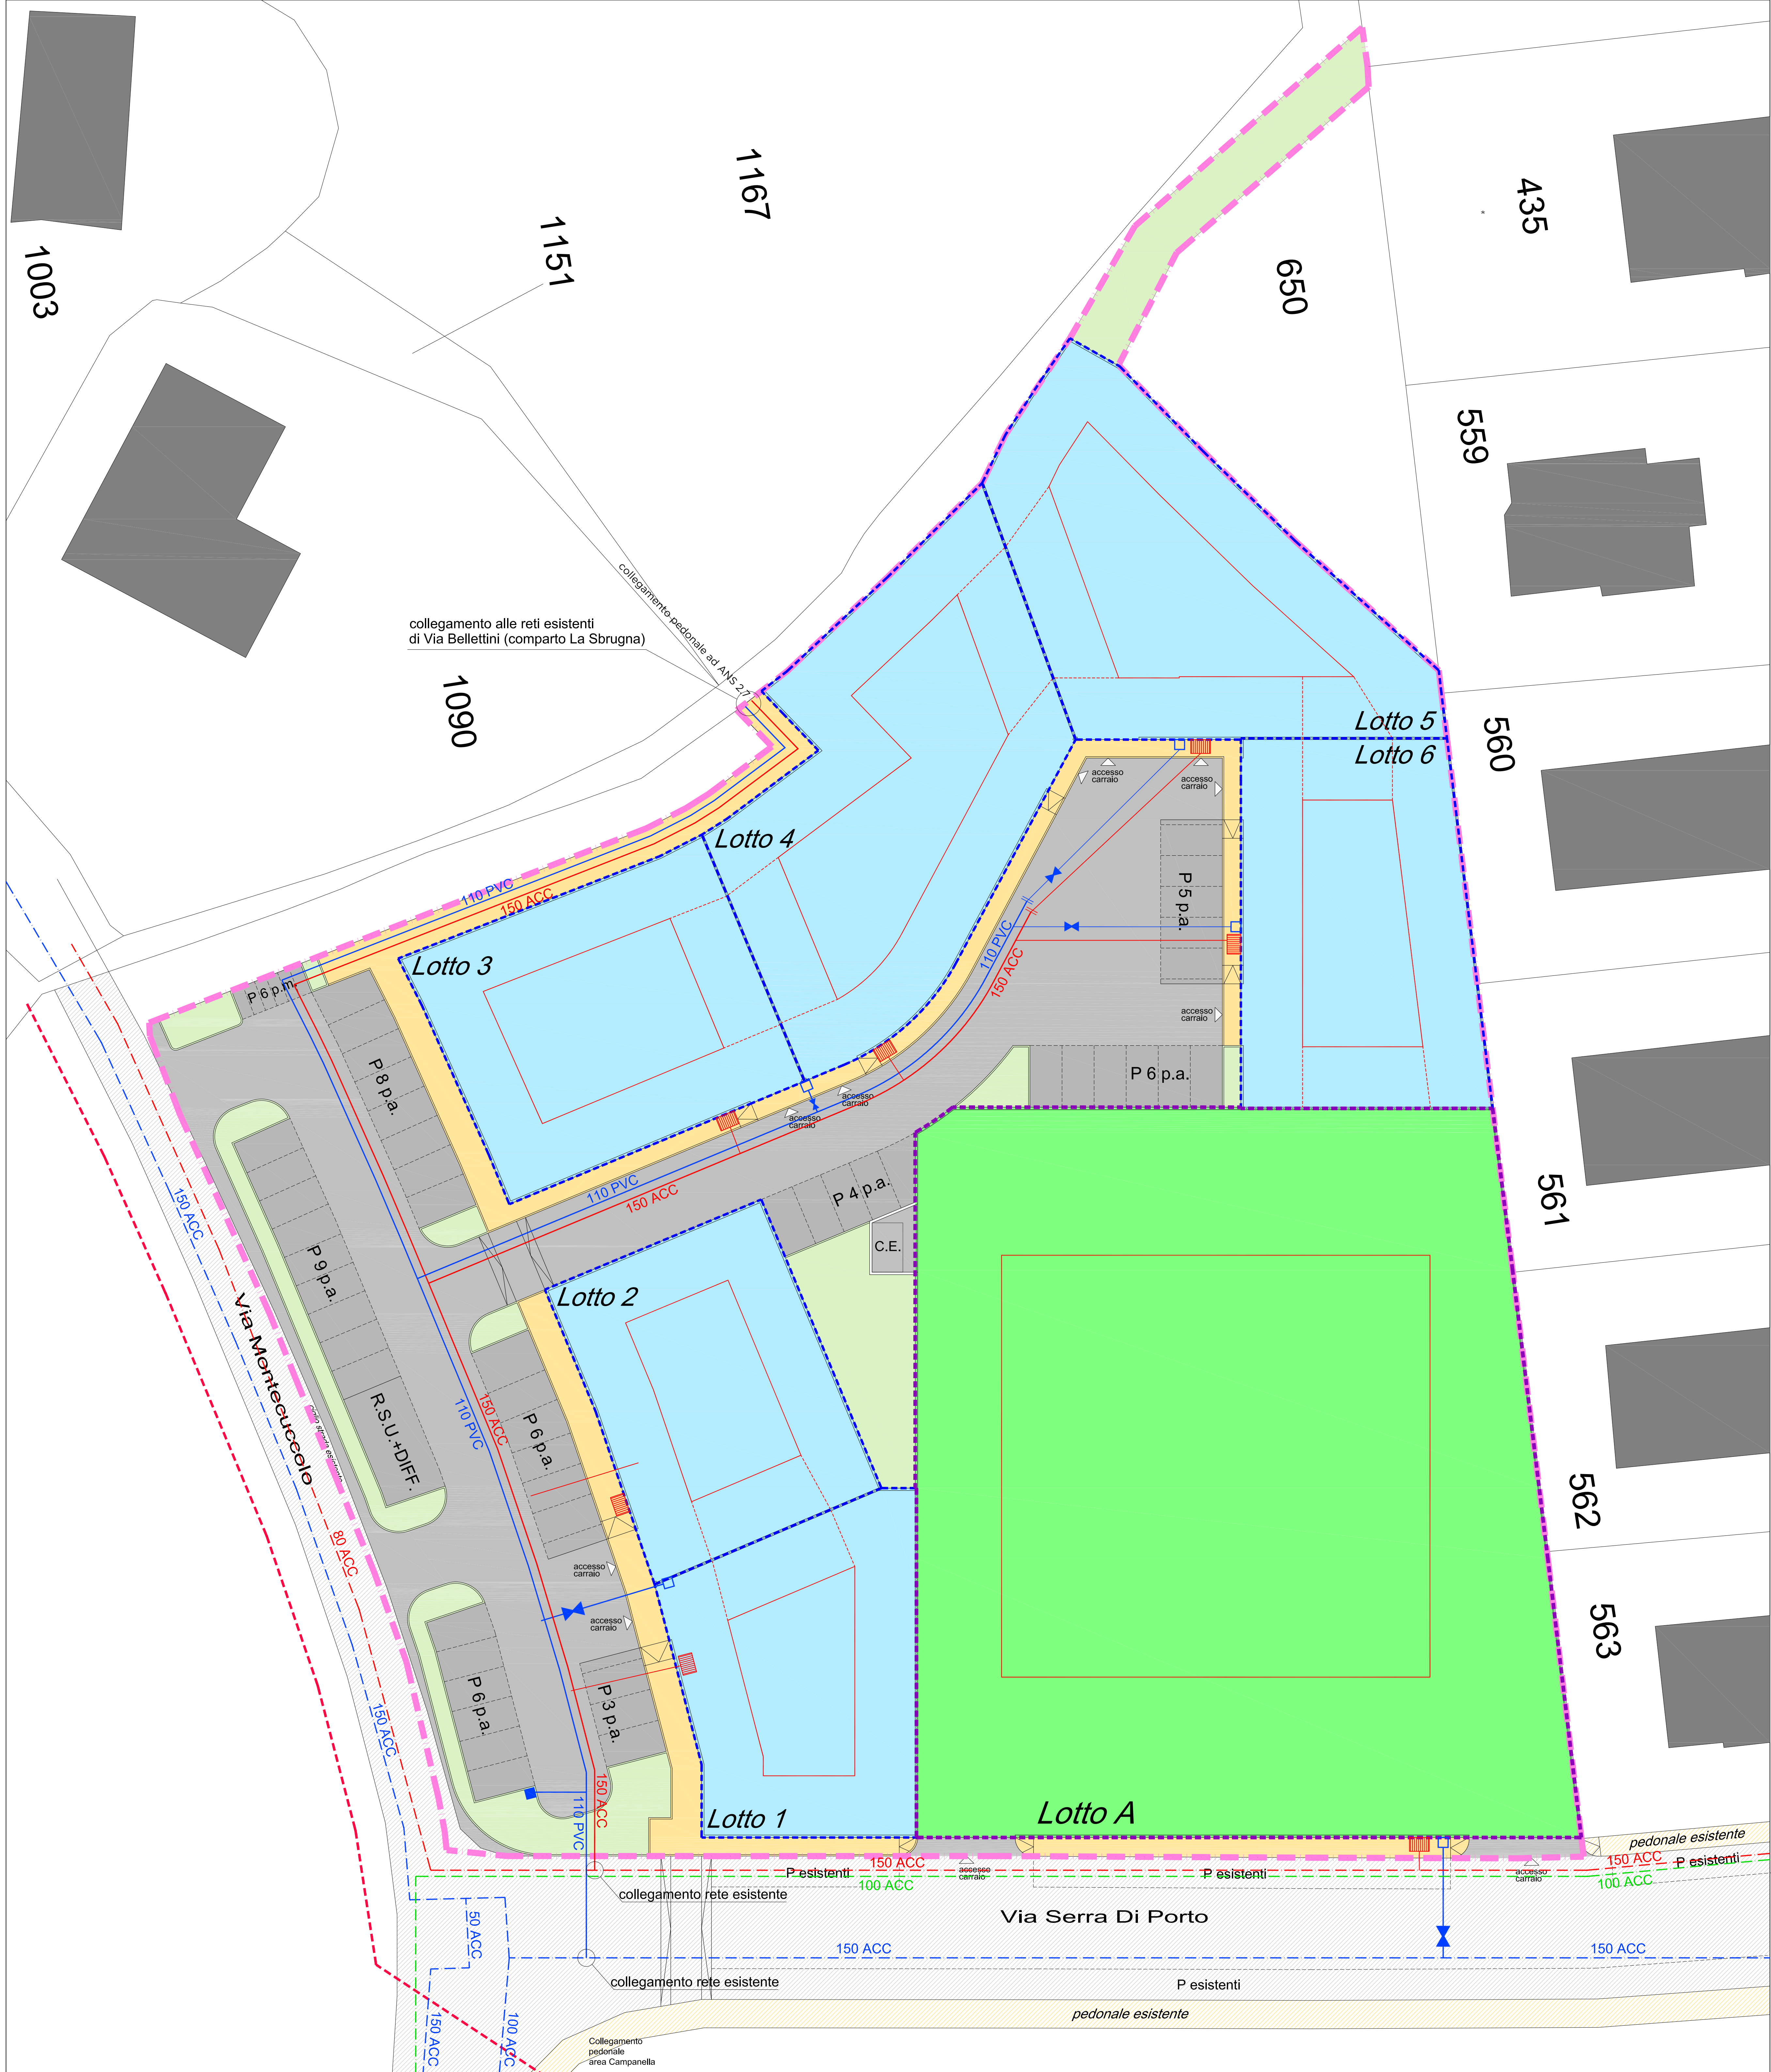 1003
1151
1167
435
650
559
collegamento pedonale ad ANS 2.7
collegamento alle reti esistenti
di Via Bellettini (comparto La Sbrugna)
1090
560
Lotto 5
Lotto 6
accesso
carraio
accesso
carraio
Lotto 4
110 PVC
150 ACC
P 5 p.a.
Lotto 3
110 PVC
150 ACC
P 6 p.m.
accesso
carraio
P 8 p.a.
P 6 p.a.
accesso
carraio
accesso
carraio
110 PVC
150 ACC
P 4 p.a.
150 ACC
561
C.E.
P 9 p.a.
Lotto 2
Via Montecuccolo
150 ACC
110 PVC
R.S.U.+DIFF.
P 6 p.a.
562
80 ACC
accesso
carraio
accesso
carraio
563
P 6 p.a.
P 3 p.a.
150 ACC
150 ACC
110 PVC
Lotto 1
Lotto A
pedonale esistente
P esistenti
150 ACC
accesso
carraio
P esistenti
accesso
carraio
150 ACC
P esistenti
100 ACC
100 ACC
collegamento rete esistente
Via Serra Di Porto
50 ACC
150 ACC
150 ACC
collegamento rete esistente
P esistenti
150 ACC
100 ACC
pedonale esistente
Collegamento
pedonale
area Campanella